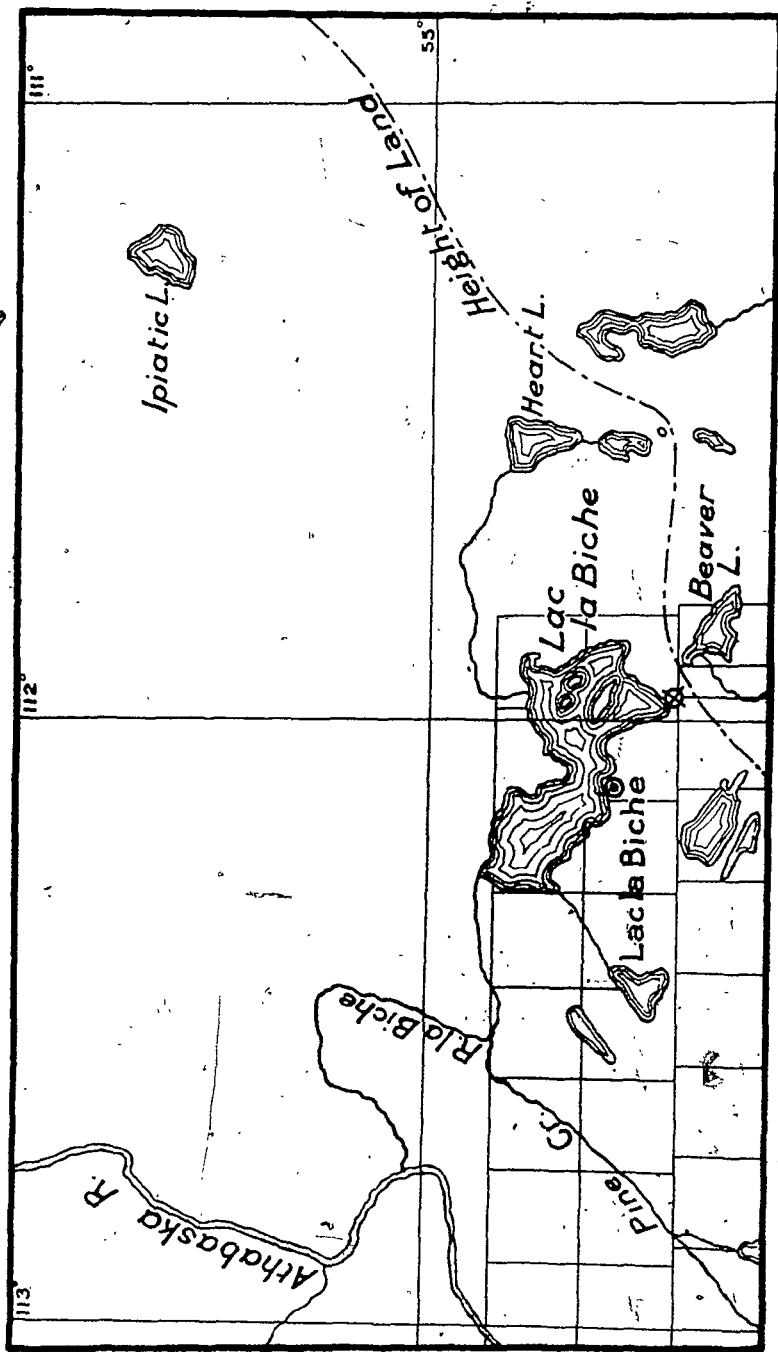 113°
112°
111°
55°
Athabaska R.
Ipiatic L.
Height of Land
R. la Biche
Heart L.
Lac
la Biche
Pine Cr.
Lac la Biche
Beaver
L.